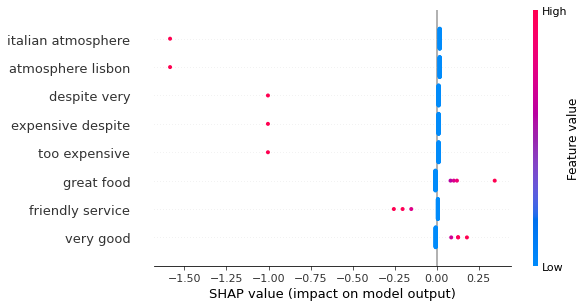 High
italian atmosphere
atmosphere lisbon
despite very
expensive despite
too expensive
great food
friendly service
very good
Feature value
Low
−1.50 −1.25 −1.00 −0.75 −0.50 −0.25 0.00 0.25
SHAP value (impact on model output)